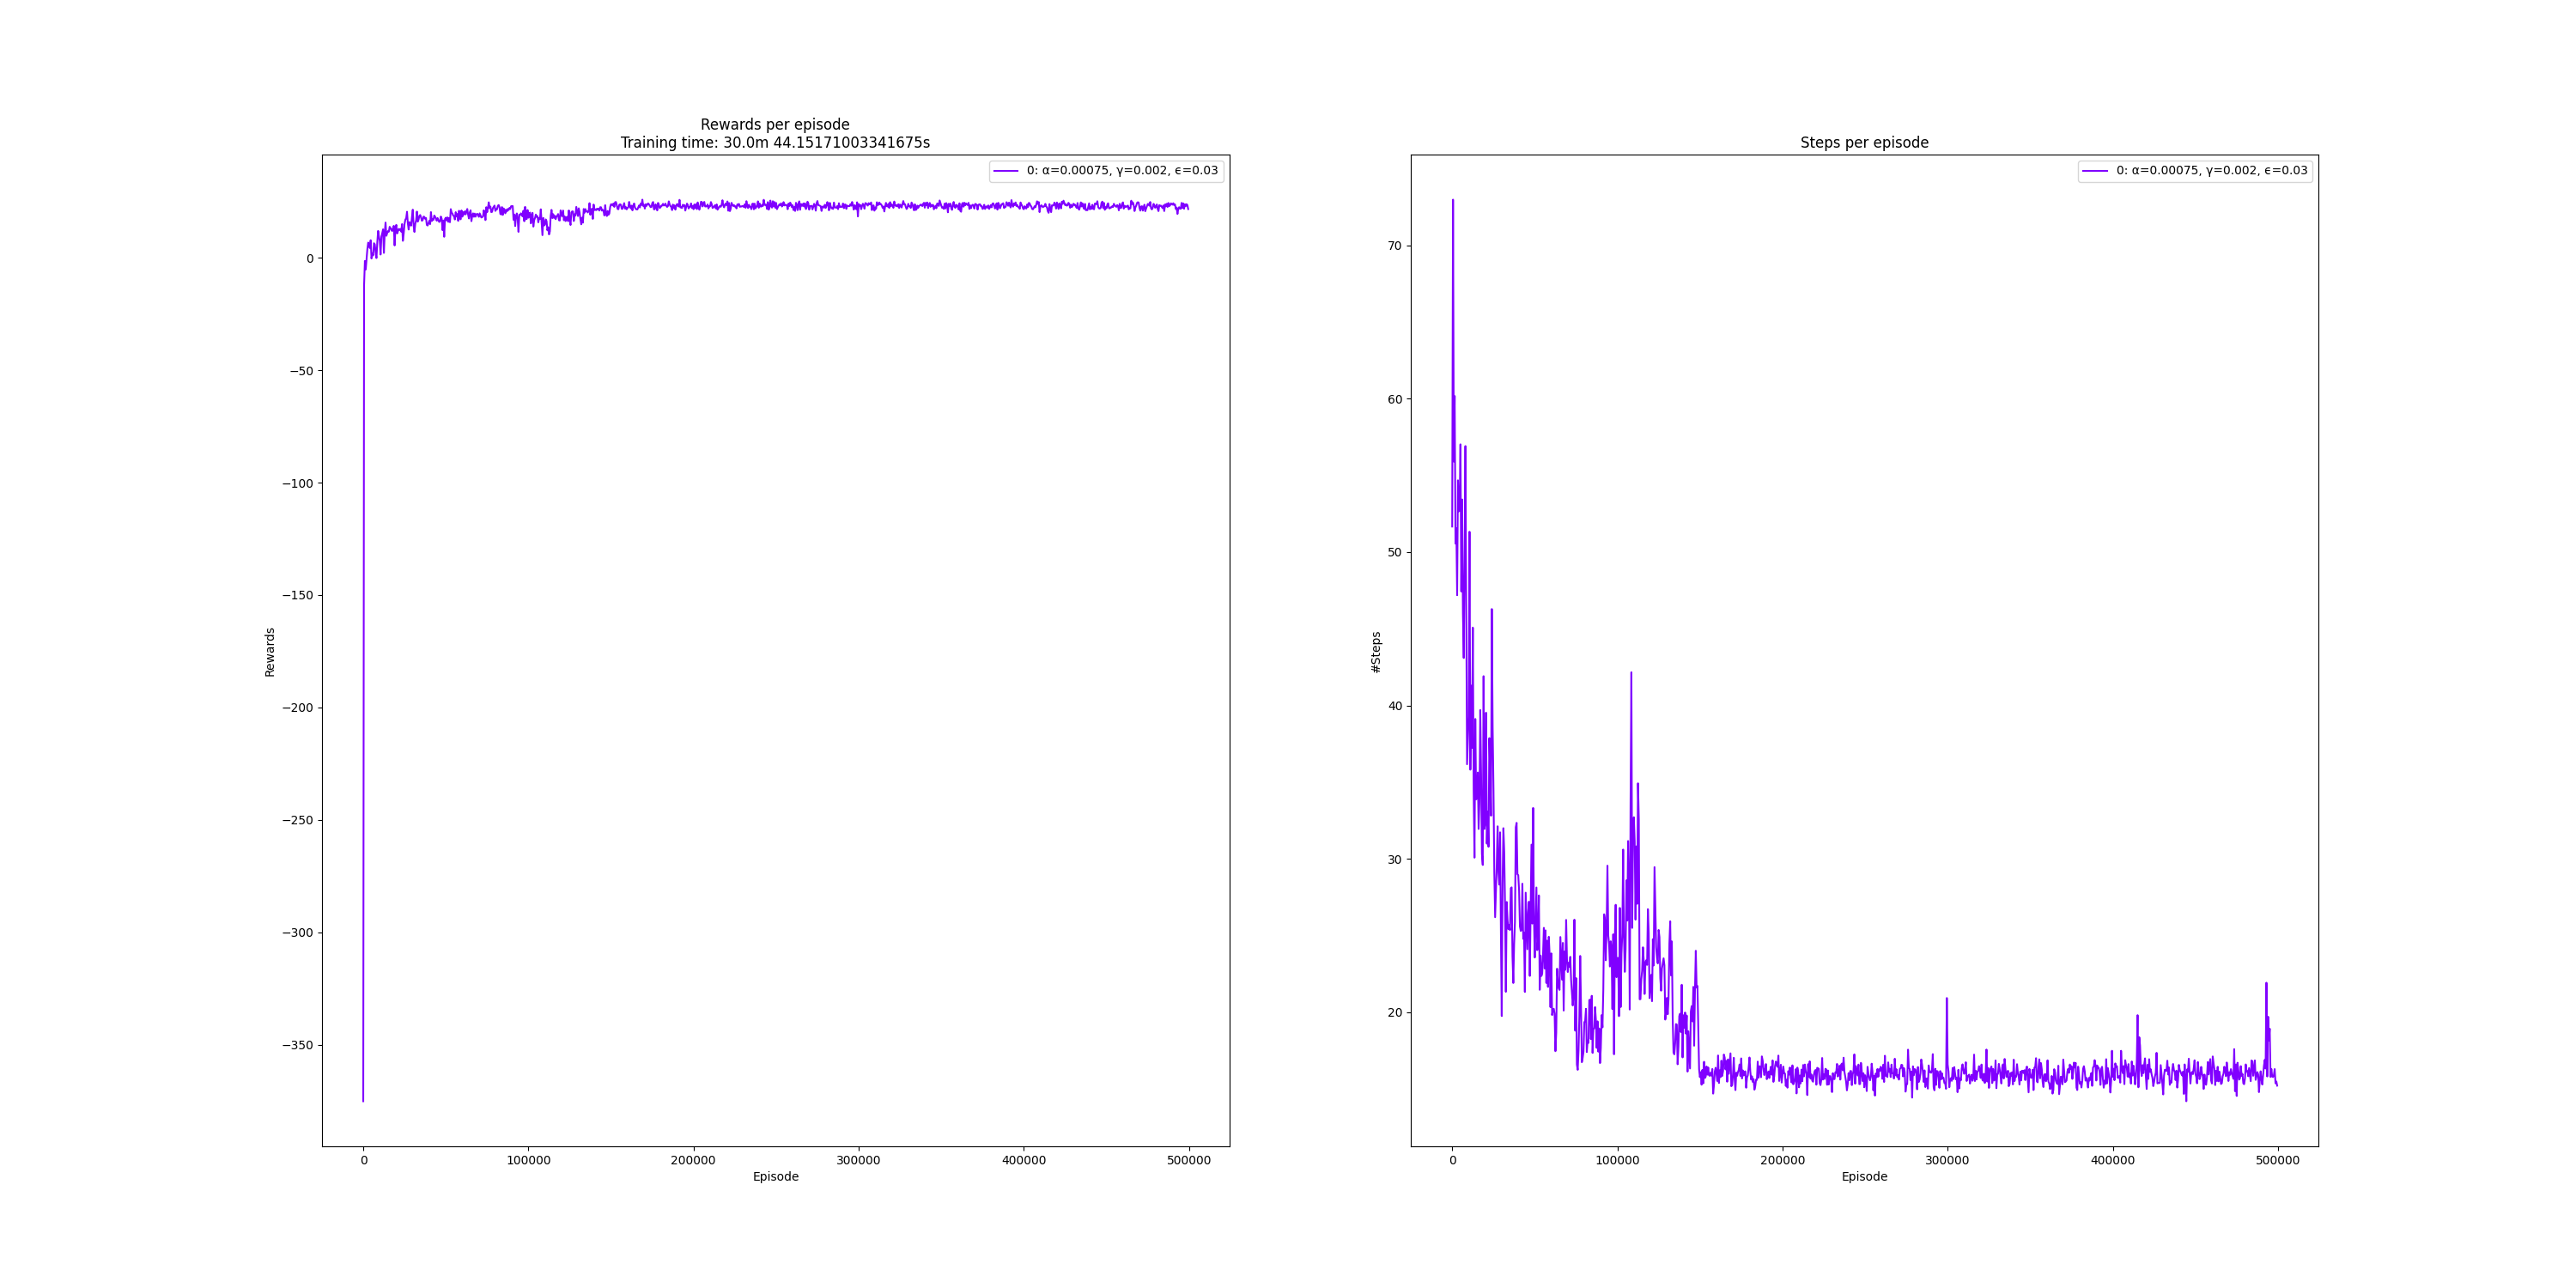 Rewards per episode
Training time: 30.0m 44.15171003341675s
0: α=0.00075, γ=0.002, ϵ=0.03
0
−50
−100
−150
−200
−250
−300
−350
Rewards
0
100000
200000
300000
400000
500000
Episode
Steps per episode
0: α=0.00075, γ=0.002, ϵ=0.03
70
60
50
40
30
20
#Steps
0
100000
200000
300000
400000
500000
Episode